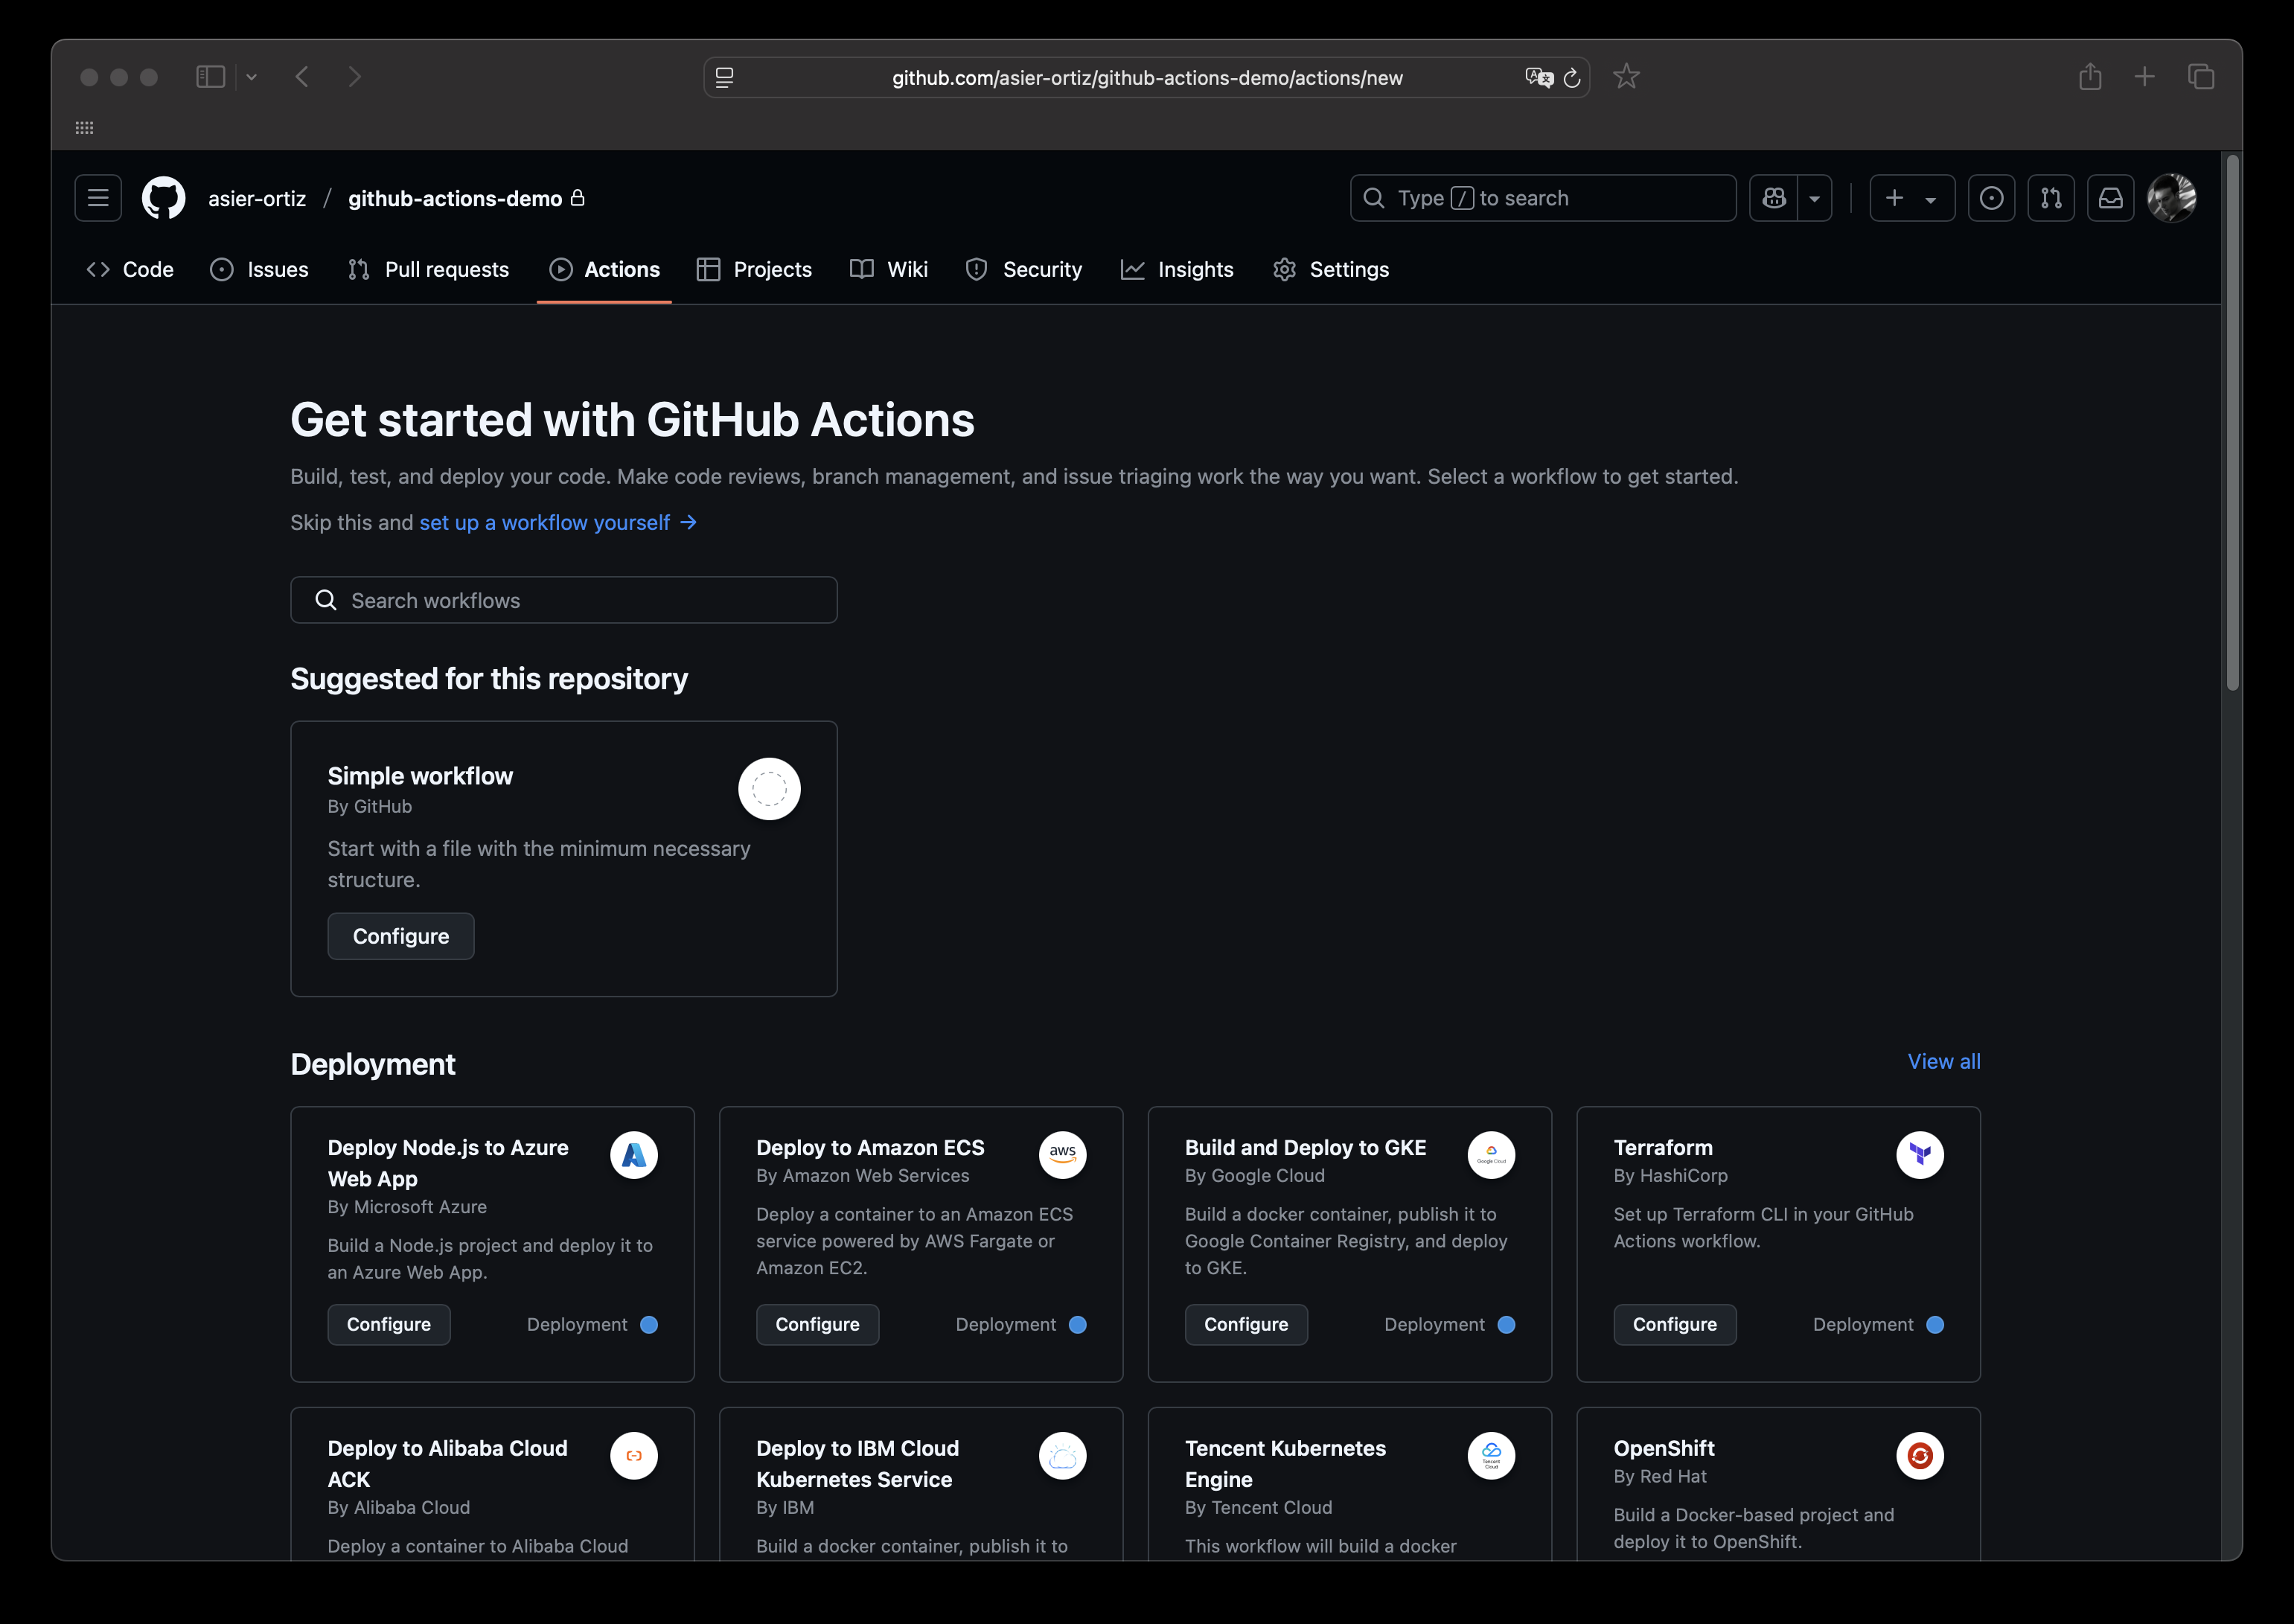 github.com/asier-ortiz/github-actions-demo/actions/new
asier-ortiz / github-actions-demo
Type / to search
Code Issues Pull requests Actions Projects Wiki Security Insights Settings
Get started with GitHub Actions
Build, test, and deploy your code. Make code reviews, branch management, and issue triaging work the way you want. Select a workflow to get started.
Skip this and set up a workflow yourself →
Search workflows
Suggested for this repository
Simple workflow
By GitHub
Start with a file with the minimum necessary
structure.
Configure
Deployment
View all
Deploy Node.js to Azure
Web App
By Microsoft Azure
Build a Node.js project and deploy it to
an Azure Web App.
Configure
Deployment
Deploy to Amazon ECS
aws
By Amazon Web Services
Deploy a container to an Amazon ECS
service powered by AWS Fargate or
Amazon EC2.
Configure
Deployment
Build and Deploy to GKE
Google Cloud
By Google Cloud
Build a docker container, publish it to
Google Container Registry, and deploy
to GKE.
Configure
Deployment
Terraform
By HashiCorp
Set up Terraform CLI in your GitHub
Actions workflow.
Configure
Deployment
Deploy to Alibaba Cloud
ACK
By Alibaba Cloud
Deploy a container to Alibaba Cloud
Deploy to IBM Cloud
Kubernetes Service
By IBM
Build a docker container, publish it to
Tencent Kubernetes
Engine
Tencent
Cloud
By Tencent Cloud
This workflow will build a docker
OpenShift
By Red Hat
Build a Docker-based project and
deploy it to OpenShift.